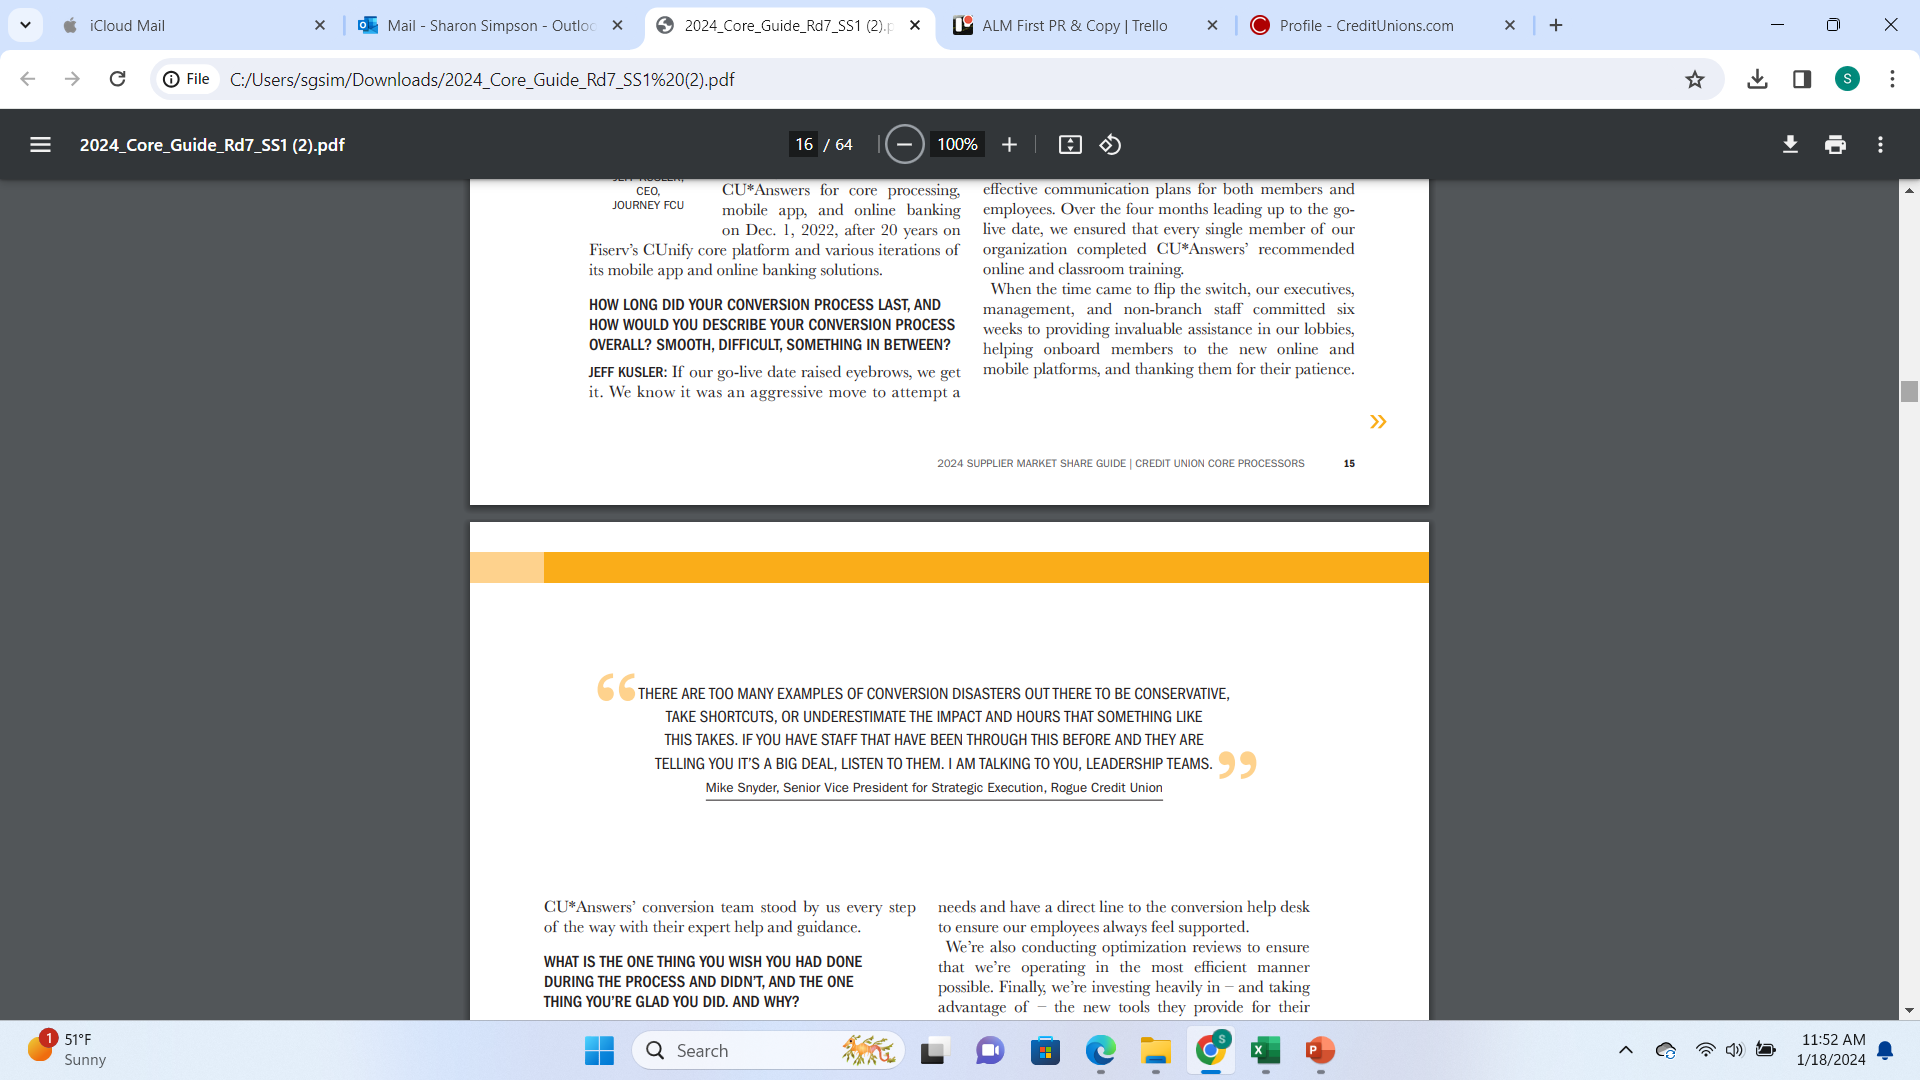 iCloud Mail
Mail - Sharon Simpson - Outloo
2024_Core_Guide_Rd7_SS1 (2).p
ALM First PR & Copy | Trello
Profile - CreditUnions.com
File
C:/Users/sgsim/Downloads/2024_Core_Guide_Rd7_SS1%20(2).pdf
S
2024_Core_Guide_Rd7_SS1 (2).pdf
16 / 64
100%
CEO,
JOURNEY FCU
CU*Answers for core processing,
mobile app, and online banking
on Dec. 1, 2022, after 20 years on
Fiserv’s CUnify core platform and various iterations of
its mobile app and online banking solutions.
HOW LONG DID YOUR CONVERSION PROCESS LAST, AND
HOW WOULD YOU DESCRIBE YOUR CONVERSION PROCESS
OVERALL? SMOOTH, DIFFICULT, SOMETHING IN BETWEEN?
JEFF KUSLER: If our go-live date raised eyebrows, we get
it. We know it was an aggressive move to attempt a
effective communication plans for both members and
employees. Over the four months leading up to the go-
live date, we ensured that every single member of our
organization completed CU*Answers’ recommended
online and classroom training.
When the time came to flip the switch, our executives,
management, and non-branch staff committed six
weeks to providing invaluable assistance in our lobbies,
helping onboard members to the new online and
mobile platforms, and thanking them for their patience.
»
2024 SUPPLIER MARKET SHARE GUIDE | CREDIT UNION CORE PROCESSORS 15
“THERE ARE TOO MANY EXAMPLES OF CONVERSION DISASTERS OUT THERE TO BE CONSERVATIVE,
TAKE SHORTCUTS, OR UNDERESTIMATE THE IMPACT AND HOURS THAT SOMETHING LIKE
THIS TAKES. IF YOU HAVE STAFF THAT HAVE BEEN THROUGH THIS BEFORE AND THEY ARE
TELLING YOU IT’S A BIG DEAL, LISTEN TO THEM. I AM TALKING TO YOU, LEADERSHIP TEAMS.”
Mike Snyder, Senior Vice President for Strategic Execution, Rogue Credit Union
CU*Answers’ conversion team stood by us every step
of the way with their expert help and guidance.
WHAT IS THE ONE THING YOU WISH YOU HAD DONE
DURING THE PROCESS AND DIDN’T, AND THE ONE
THING YOU’RE GLAD YOU DID. AND WHY?
needs and have a direct line to the conversion help desk
to ensure our employees always feel supported.
We’re also conducting optimization reviews to ensure
that we’re operating in the most efficient manner
possible. Finally, we’re investing heavily in – and taking
advantage of – the new tools they provide for their
1
51°F
Sunny
Search
S
11:52 AM
1/18/2024